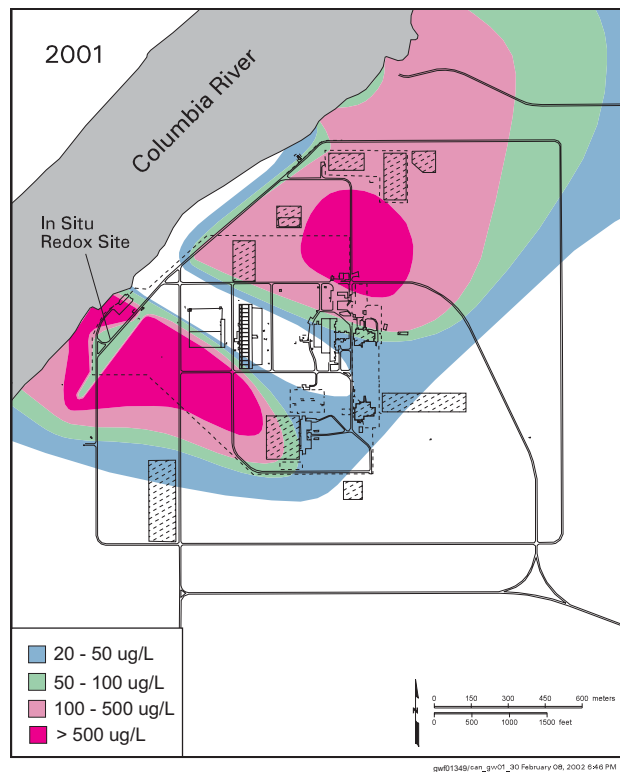 2001
Columbia River
In Situ
Redox Site
20 - 50 ug/L
50 - 100 ug/L
100 - 500 ug/L
> 500 ug/L
N
0 150 300 450 600 meters
0 500 1000 1500 feet
gwf01349/can_gw01_30 February 08, 2002 6:46 PM